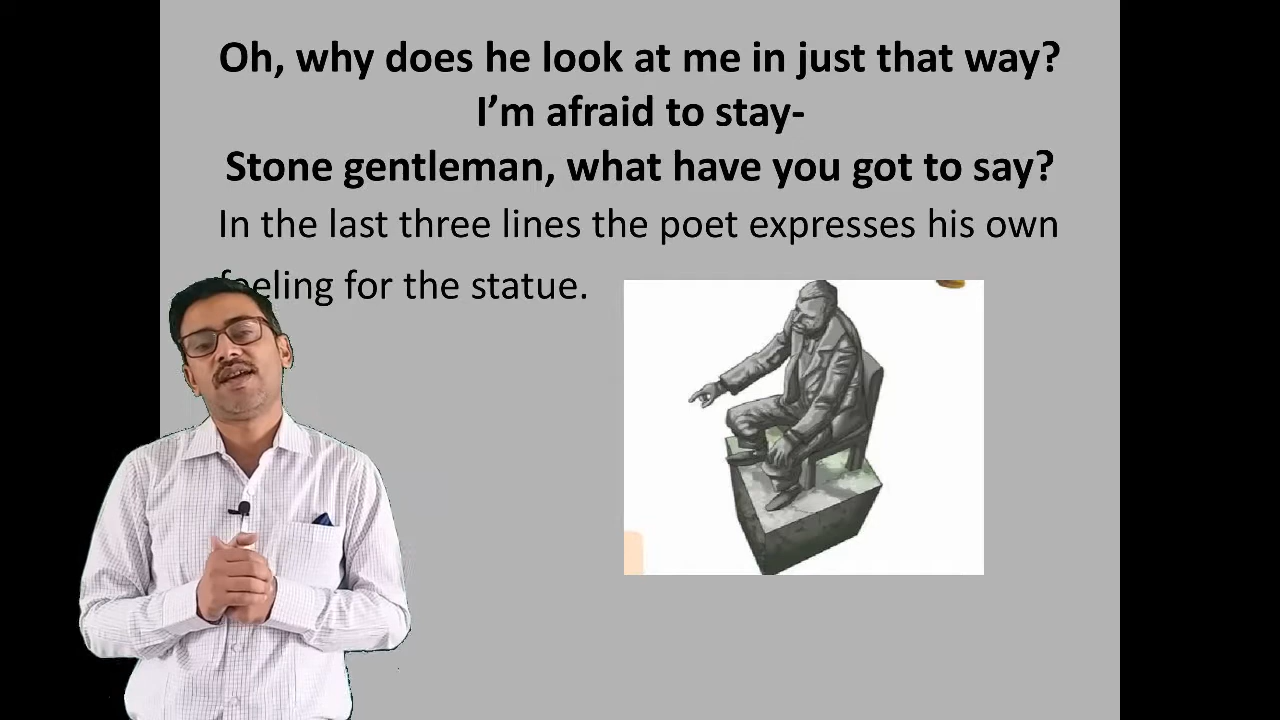 Oh, why does he look at me in just that way?
I'm afraid to stay-
Stone gentleman, what have you got to say?
In the last three lines the poet expresses his own
feeling for the statue.